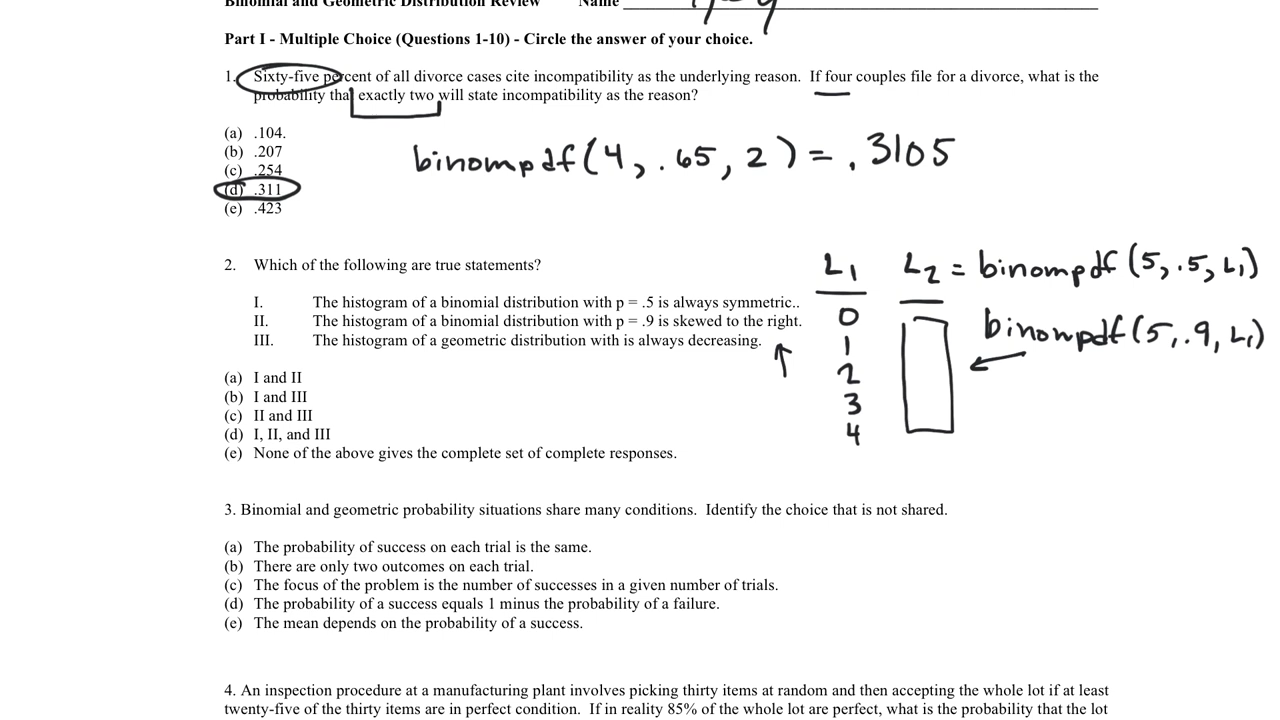 Binomial and Geometric Distribution Review Name
Part I - Multiple Choice (Questions 1-10) - Circle the answer of your choice.
1. Sixty-five percent of all divorce cases cite incompatibility as the underlying reason. If four couples file for a divorce, what is the
probability that exactly two will state incompatibility as the reason?
(a) .104.
(b) .207
(c) .254
(d) .311
(e) .423
binompdf(4, .65, 2) = .3105
2. Which of the following are true statements?
I. The histogram of a binomial distribution with p = .5 is always symmetric..
II. The histogram of a binomial distribution with p = .9 is skewed to the right.
III. The histogram of a geometric distribution with is always decreasing.
(a) I and II
(b) I and III
(c) II and III
(d) I, II, and III
(e) None of the above gives the complete set of complete responses.
L1 L2 = binompdf(5, .5, L1)
0
1
2
3
4
binompdf(5, .9, L1)
3. Binomial and geometric probability situations share many conditions. Identify the choice that is not shared.
(a) The probability of success on each trial is the same.
(b) There are only two outcomes on each trial.
(c) The focus of the problem is the number of successes in a given number of trials.
(d) The probability of a success equals 1 minus the probability of a failure.
(e) The mean depends on the probability of a success.
4. An inspection procedure at a manufacturing plant involves picking thirty items at random and then accepting the whole lot if at least
twenty-five of the thirty items are in perfect condition. If in reality 85% of the whole lot are perfect, what is the probability that the lot